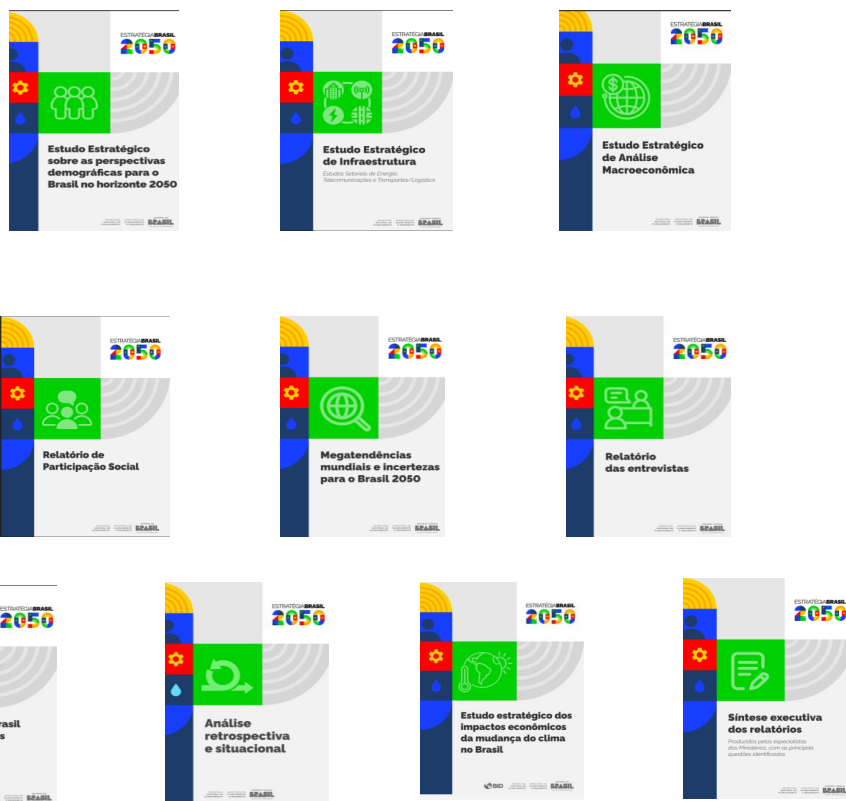 ESTRATÉGIABRASIL
2050
Estudo Estratégico
sobre as perspectivas
demográficas para o
Brasil no horizonte 2050
BRASIL
ESTRATÉGIABRASIL
2050
Estudo Estratégico
de Infraestrutura
Estudos Setoriais de Energia,
Telecomunicações e Transportes/Logística
BRASIL
ESTRATÉGIABRASIL
2050
Estudo Estratégico
de Análise
Macroeconômica
BRASIL
ESTRATÉGIABRASIL
2050
Relatório de
Participação Social
BRASIL
ESTRATÉGIABRASIL
2050
Megatendências
mundiais e incertezas
para o Brasil 2050
BRASIL
ESTRATÉGIABRASIL
2050
Relatório
das entrevistas
BRASIL
ESTRATÉGIABRASIL
2050
rasil
s
BRASIL
ESTRATÉGIABRASIL
2050
Análise
retrospectiva
e situacional
BRASIL
ESTRATÉGIABRASIL
2050
Estudo estratégico dos
impactos econômicos
da mudança do clima
no Brasil
BID
BRASIL
ESTRATÉGIABRASIL
2050
Síntese executiva
dos relatórios
Produzidos pelos especialistas
dos Ministérios, com as principais
questões identificadas
BRASIL